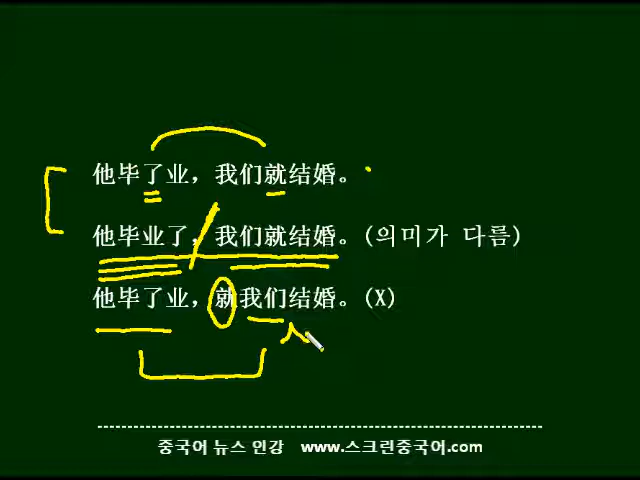 他毕了业，我们就结婚。
他毕业了，我们就结婚。(의미가 다름)
他毕了业，就我们结婚。(X)
중국어 뉴스 인강 www.스크린중국어.com